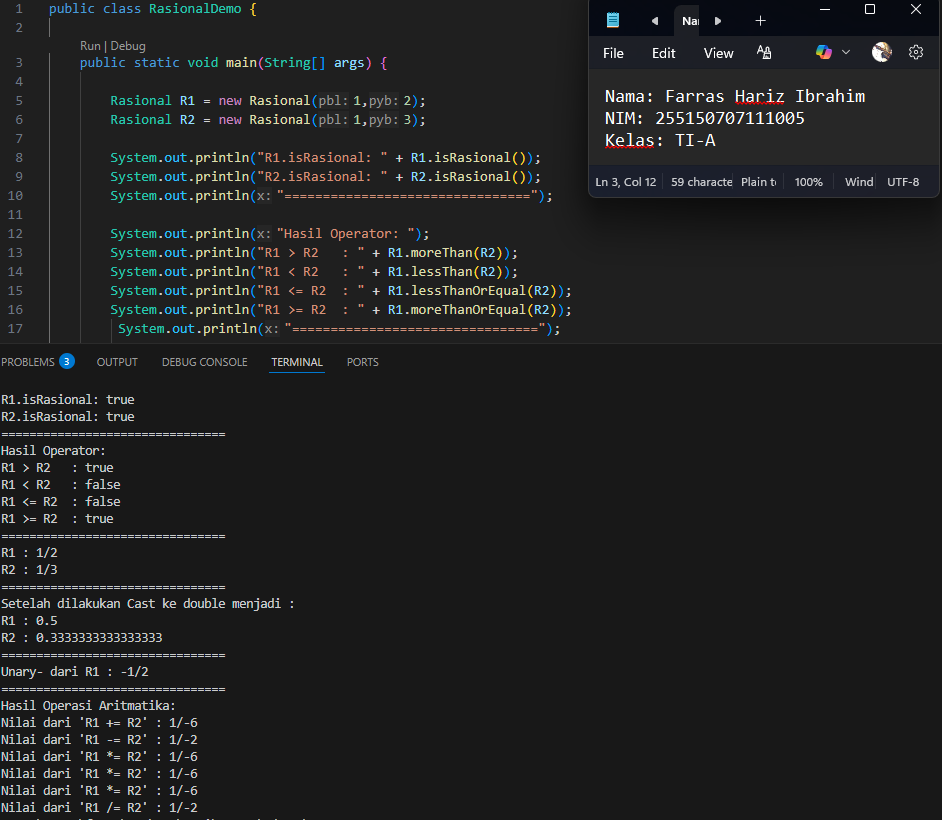 1 public class RasionalDemo {
2
Run | Debug
3 public static void main(String[] args) {
4
5 Rasional R1 = new Rasional(pbl:1,pyb:2);
6 Rasional R2 = new Rasional(pbl:1,pyb:3);
7
8 System.out.println("R1.isRasional: " + R1.isRasional());
9 System.out.println("R2.isRasional: " + R2.isRasional());
10 System.out.println(x:"================================");
11
12 System.out.println(x:"Hasil Operator: ");
13 System.out.println("R1 > R2   : " + R1.moreThan(R2));
14 System.out.println("R1 < R2   : " + R1.lessThan(R2));
15 System.out.println("R1 <= R2  : " + R1.lessThanOrEqual(R2));
16 System.out.println("R1 >= R2  : " + R1.moreThanOrEqual(R2));
17 System.out.println(x:"================================");
Nar
File Edit View
Nama: Farras Hariz Ibrahim
NIM: 255150707111005
Kelas: TI-A
Ln 3, Col 12 59 characte Plain t 100% Wind UTF-8
PROBLEMS 3 OUTPUT DEBUG CONSOLE TERMINAL PORTS
R1.isRasional: true
R2.isRasional: true
================================
Hasil Operator:
R1 > R2   : true
R1 < R2   : false
R1 <= R2  : false
R1 >= R2  : true
================================
R1 : 1/2
R2 : 1/3
================================
Setelah dilakukan Cast ke double menjadi :
R1 : 0.5
R2 : 0.3333333333333333
================================
Unary- dari R1 : -1/2
================================
Hasil Operasi Aritmatika:
Nilai dari 'R1 += R2' : 1/-6
Nilai dari 'R1 -= R2' : 1/-2
Nilai dari 'R1 *= R2' : 1/-6
Nilai dari 'R1 *= R2' : 1/-6
Nilai dari 'R1 *= R2' : 1/-6
Nilai dari 'R1 /= R2' : 1/-2